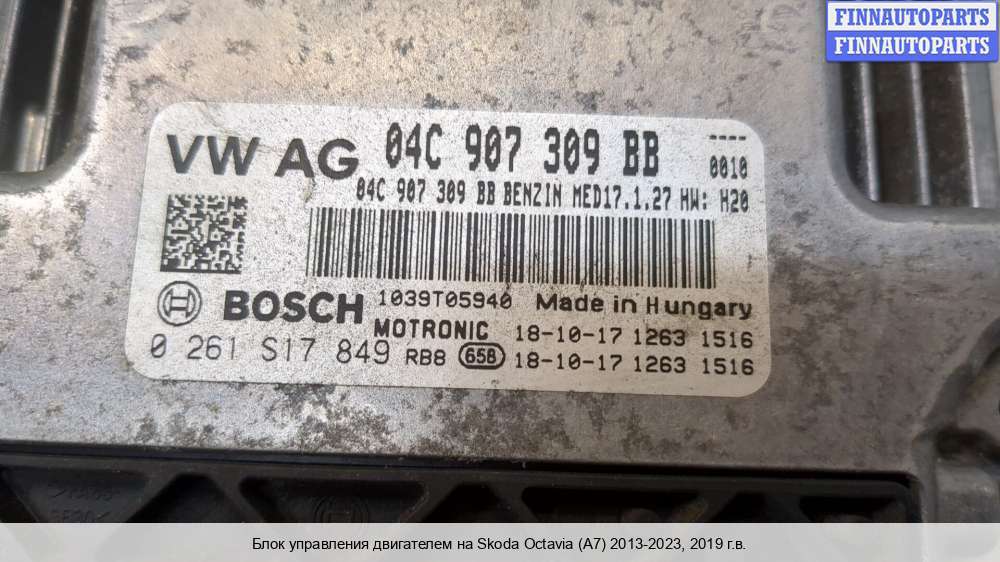 FINNAUTOPARTS
FINNAUTOPARTS
VW AG 04C 907 309 BB ----
0010
04C 907 309 BB BENZIN MED17.1.27 HW: H20
BOSCH 1039T05940 Made in Hungary
MOTRONIC 18-10-17 1263 1516
0 261 S17 849 RB8 658 18-10-17 1263 1516
Блок управления двигателем на Skoda Octavia (A7) 2013-2023, 2019 г.в.